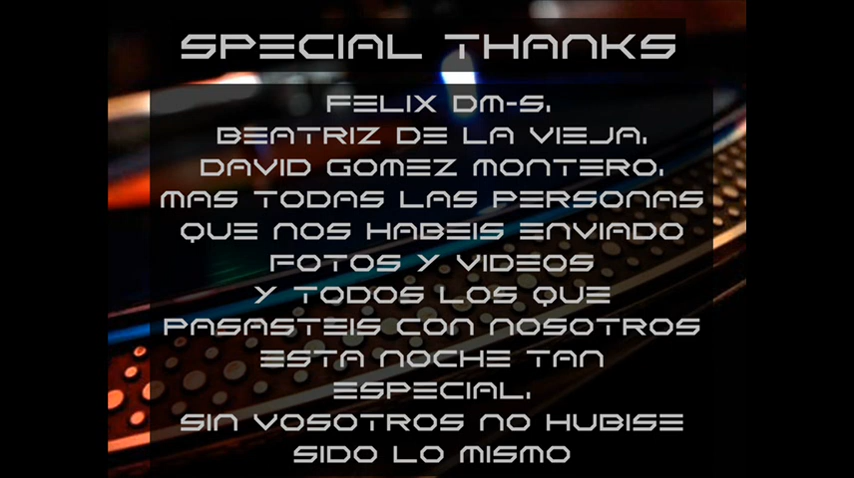 SPECIAL THANKS
FELIX DM-S.
BEATRIZ DE LA VIEJA.
DAVID GOMEZ MONTERO.
MAS TODAS LAS PERSONAS
QUE NOS HABEIS ENVIADO
FOTOS Y VIDEOS
Y TODOS LOS QUE
PASASTEIS CON NOSOTROS
ESTA NOCHE TAN
ESPECIAL.
SIN VOSOTROS NO HUBISE
SIDO LO MISMO